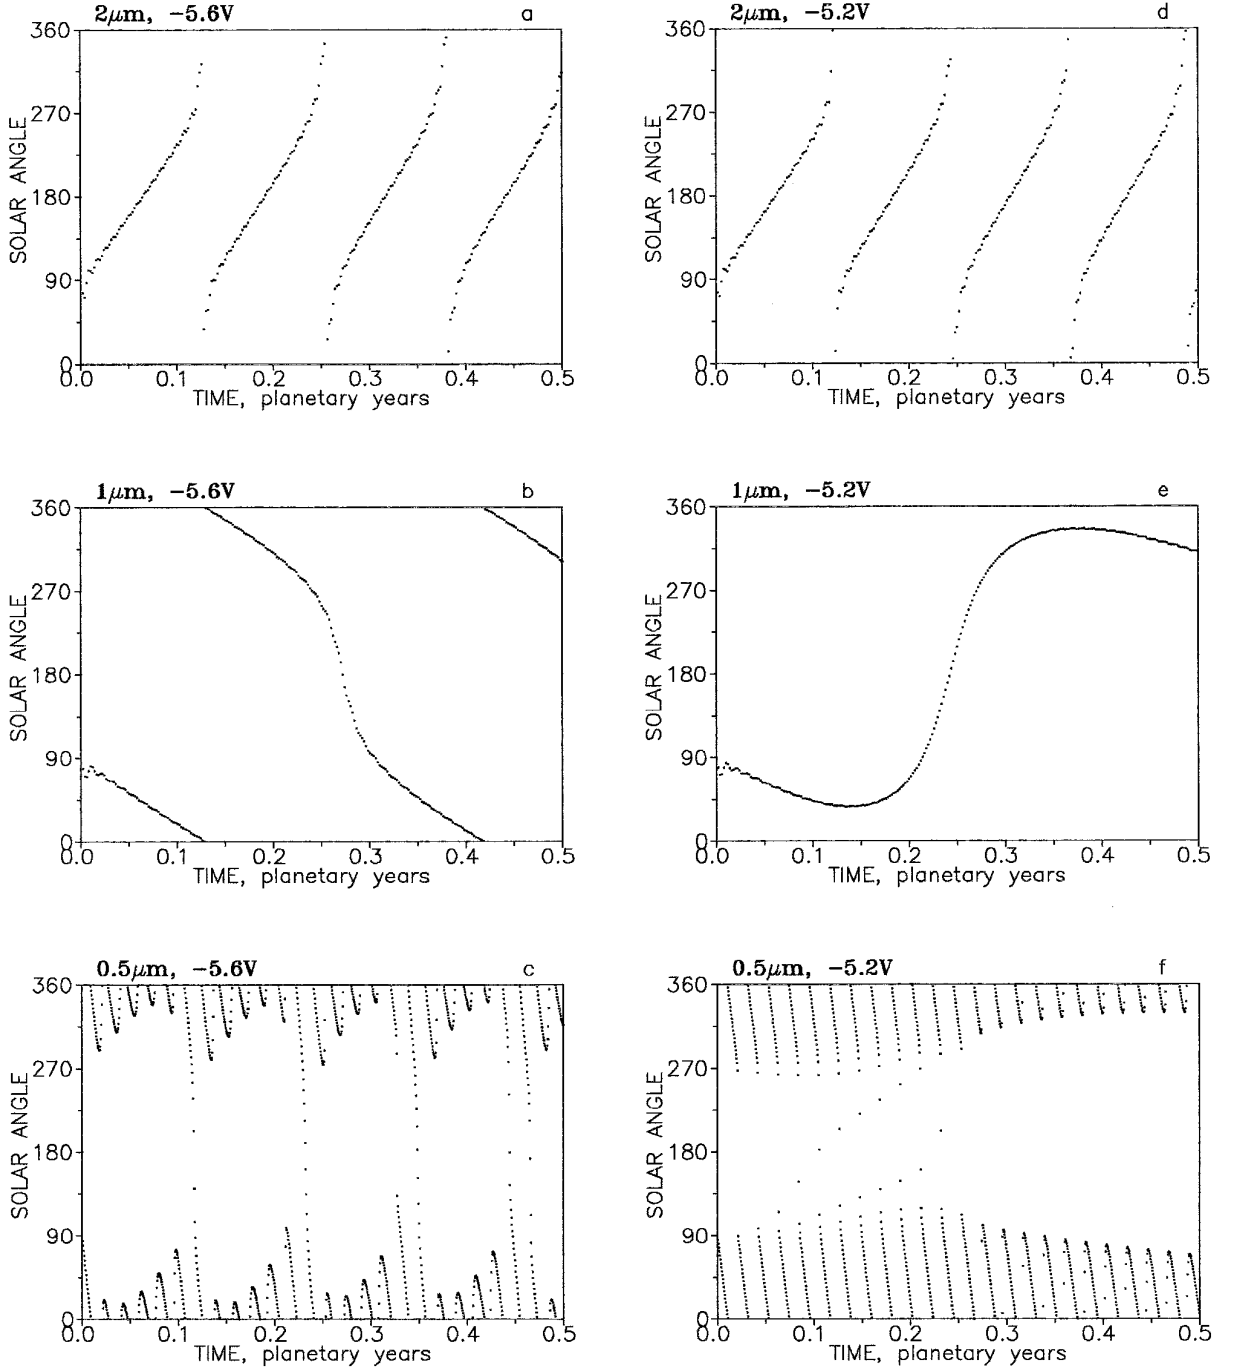 2μm, -5.6V a
360
270
180
90
0
SOLAR ANGLE
0.0 0.1 0.2 0.3 0.4 0.5
TIME, planetary years
2μm, -5.2V d
360
270
180
90
0
SOLAR ANGLE
0.0 0.1 0.2 0.3 0.4 0.5
TIME, planetary years
1μm, -5.6V b
360
270
180
90
0
SOLAR ANGLE
0.0 0.1 0.2 0.3 0.4 0.5
TIME, planetary years
1μm, -5.2V e
360
270
180
90
0
SOLAR ANGLE
0.0 0.1 0.2 0.3 0.4 0.5
TIME, planetary years
0.5μm, -5.6V c
360
270
180
90
0
SOLAR ANGLE
0.0 0.1 0.2 0.3 0.4 0.5
TIME, planetary years
0.5μm, -5.2V f
360
270
180
90
0
SOLAR ANGLE
0.0 0.1 0.2 0.3 0.4 0.5
TIME, planetary years